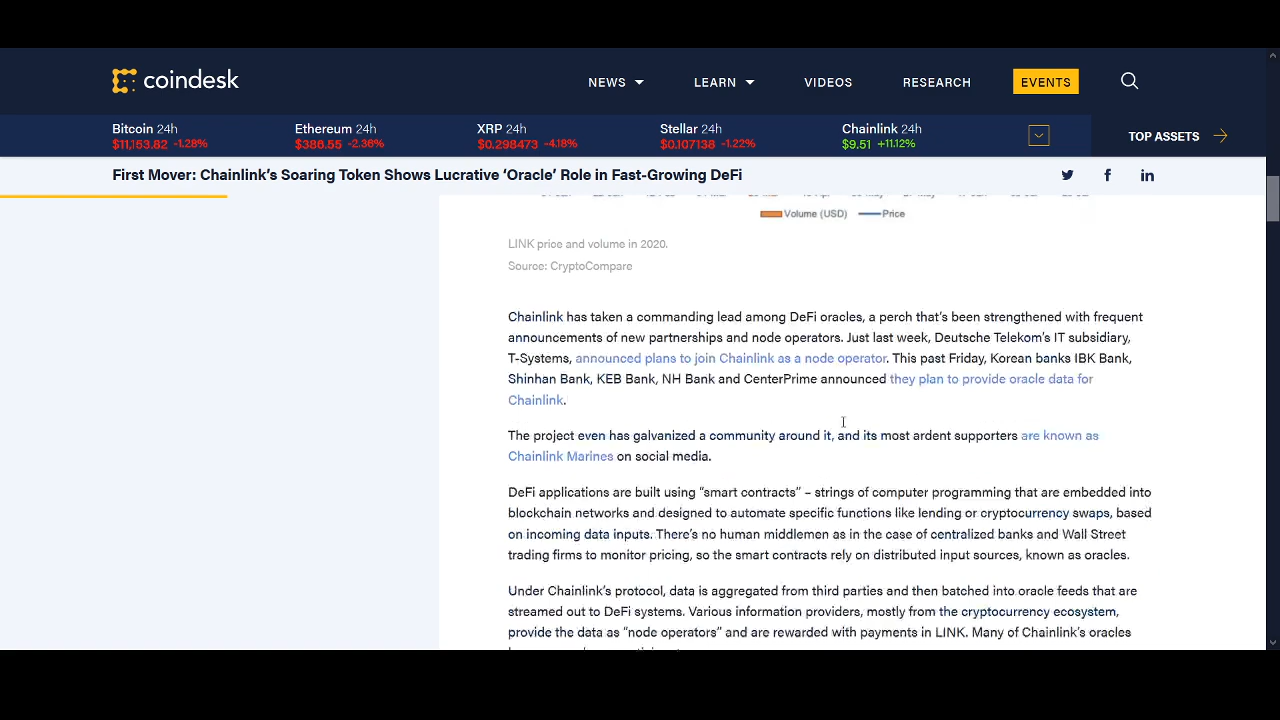 coindesk
NEWS LEARN VIDEOS RESEARCH EVENTS
Bitcoin 24h Ethereum 24h XRP 24h Stellar 24h Chainlink 24h
$11,153.82 -1.28% $386.55 -2.36% $0.298473 -4.18% $0.107138 -1.22% $9.51 +11.12%
TOP ASSETS
First Mover: Chainlink's Soaring Token Shows Lucrative ‘Oracle’ Role in Fast-Growing DeFi
Volume (USD) Price
LINK price and volume in 2020.
Source: CryptoCompare
Chainlink has taken a commanding lead among DeFi oracles, a perch that's been strengthened with frequent
announcements of new partnerships and node operators. Just last week, Deutsche Telekom's IT subsidiary,
T-Systems, announced plans to join Chainlink as a node operator. This past Friday, Korean banks IBK Bank,
Shinhan Bank, KEB Bank, NH Bank and CenterPrime announced they plan to provide oracle data for
Chainlink.
The project even has galvanized a community around it, and its most ardent supporters are known as
Chainlink Marines on social media.
DeFi applications are built using “smart contracts” – strings of computer programming that are embedded into
blockchain networks and designed to automate specific functions like lending or cryptocurrency swaps, based
on incoming data inputs. There's no human middlemen as in the case of centralized banks and Wall Street
trading firms to monitor pricing, so the smart contracts rely on distributed input sources, known as oracles.
Under Chainlink's protocol, data is aggregated from third parties and then batched into oracle feeds that are
streamed out to DeFi systems. Various information providers, mostly from the cryptocurrency ecosystem,
provide the data as “node operators” and are rewarded with payments in LINK. Many of Chainlink's oracles